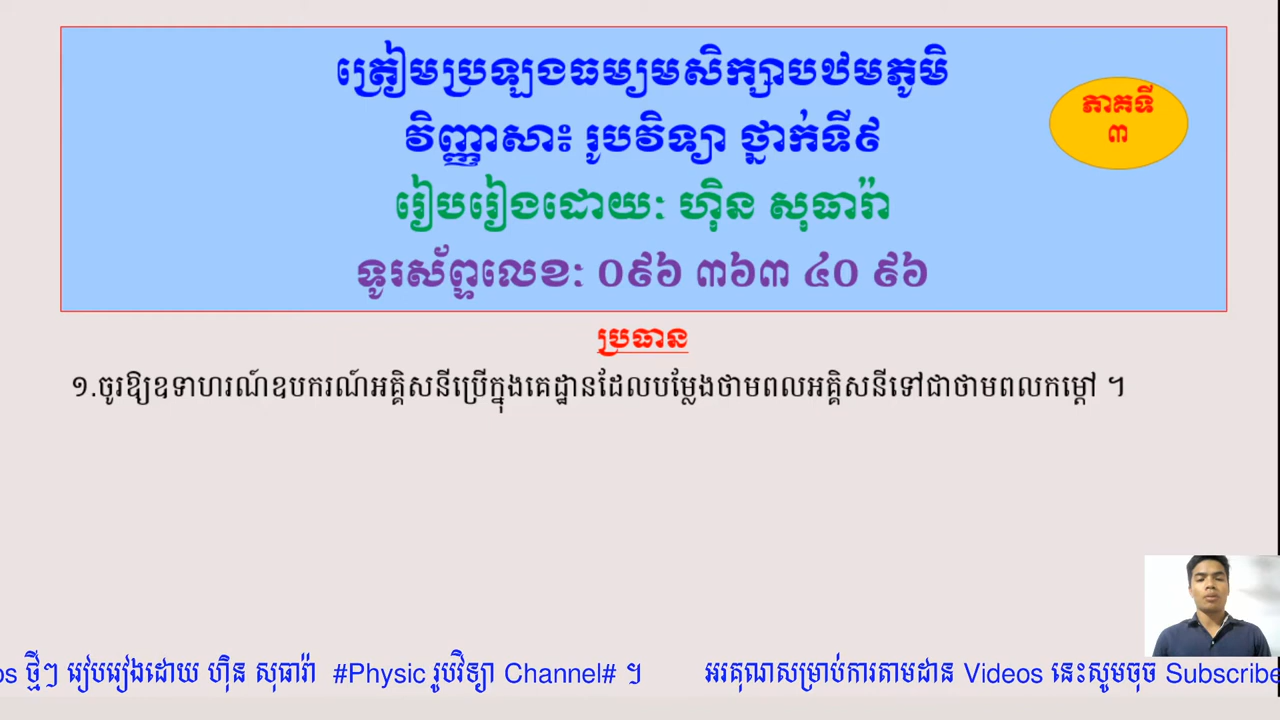 ត្រៀមប្រឡងមធ្យមសិក្សាបឋមភូមិ
វិញ្ញាសា៖ រូបវិទ្យា ថ្នាក់ទី៩
ភាគទី
៣
រៀបរៀងដោយៈ ហ៊ិន សុធារ៉ា
ទូរស័ព្ទលេខៈ ០៩៦ ៣៦៣ ៤០ ៩៦
ប្រធាន
១.ចូរឱ្យឧទាហរណ៍ឧបករណ៍អគ្គិសនីប្រើក្នុងគេដ្ឋានដែលបម្លែងថាមពលអគ្គិសនីទៅជាថាមពលកម្ដៅ ។
os ថ្មីៗ រៀបរៀងដោយ ហ៊ិន សុធារ៉ា #Physic រូបវិទ្យា Channel# ។ អរគុណសម្រាប់ការតាមដាន Videos នេះសូមចុច Subscribe